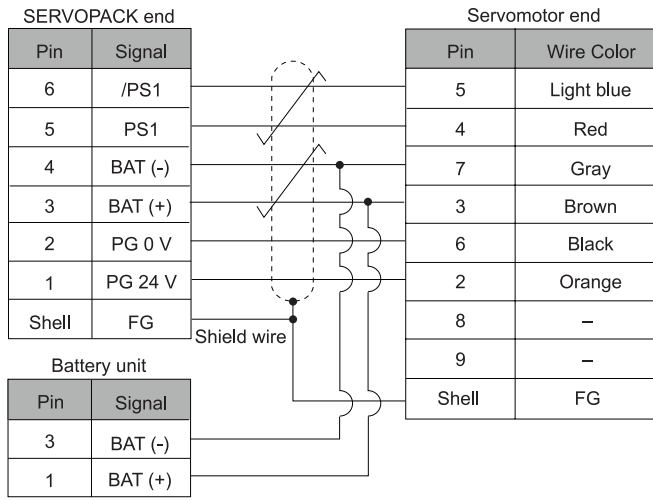 SERVOPACK end
Pin Signal
6 /PS1
5 PS1
4 BAT (-)
3 BAT (+)
2 PG 0 V
1 PG 24 V
Shell FG
Shield wire
Battery unit
Pin Signal
3 BAT (-)
1 BAT (+)
Servomotor end
Pin Wire Color
5 Light blue
4 Red
7 Gray
3 Brown
6 Black
2 Orange
8 –
9 –
Shell FG